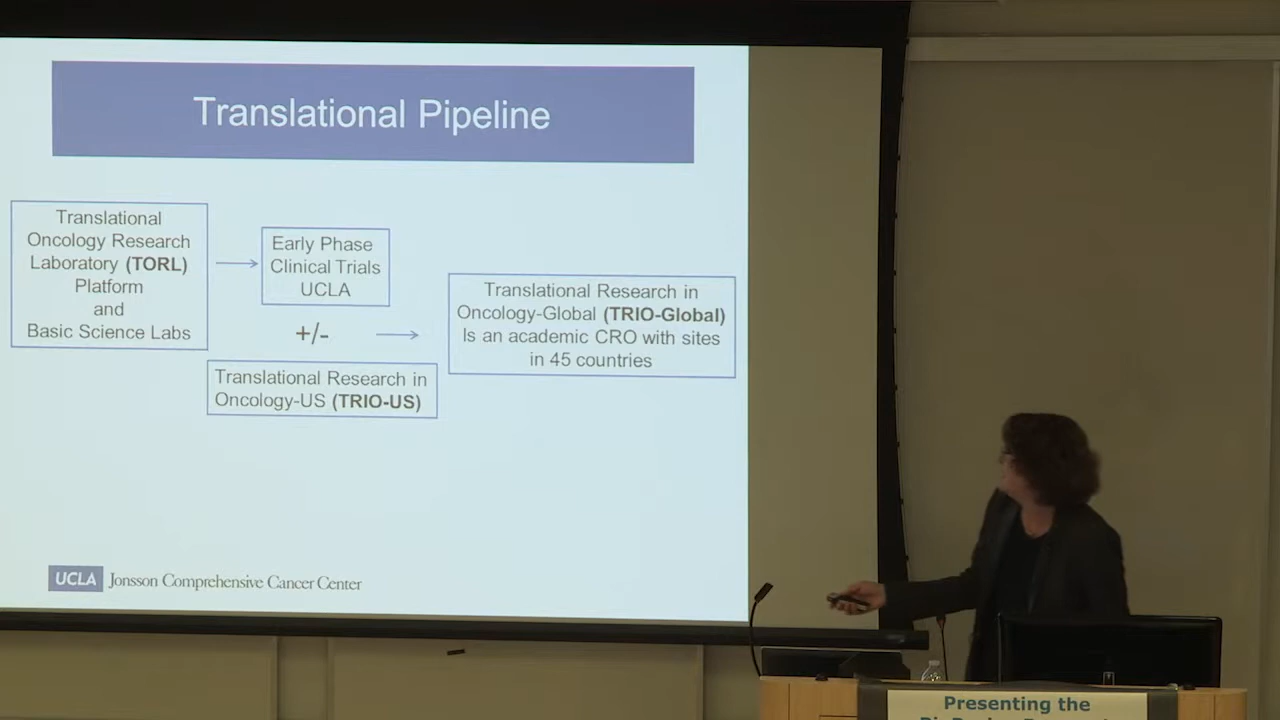 Translational Pipeline
Translational
Oncology Research
Laboratory (TORL)
Platform
and
Basic Science Labs
Early Phase
Clinical Trials
UCLA
+/-
Translational Research in
Oncology-US (TRIO-US)
Translational Research in
Oncology-Global (TRIO-Global)
Is an academic CRO with sites
in 45 countries
UCLA Jonsson Comprehensive Cancer Center
Presenting the